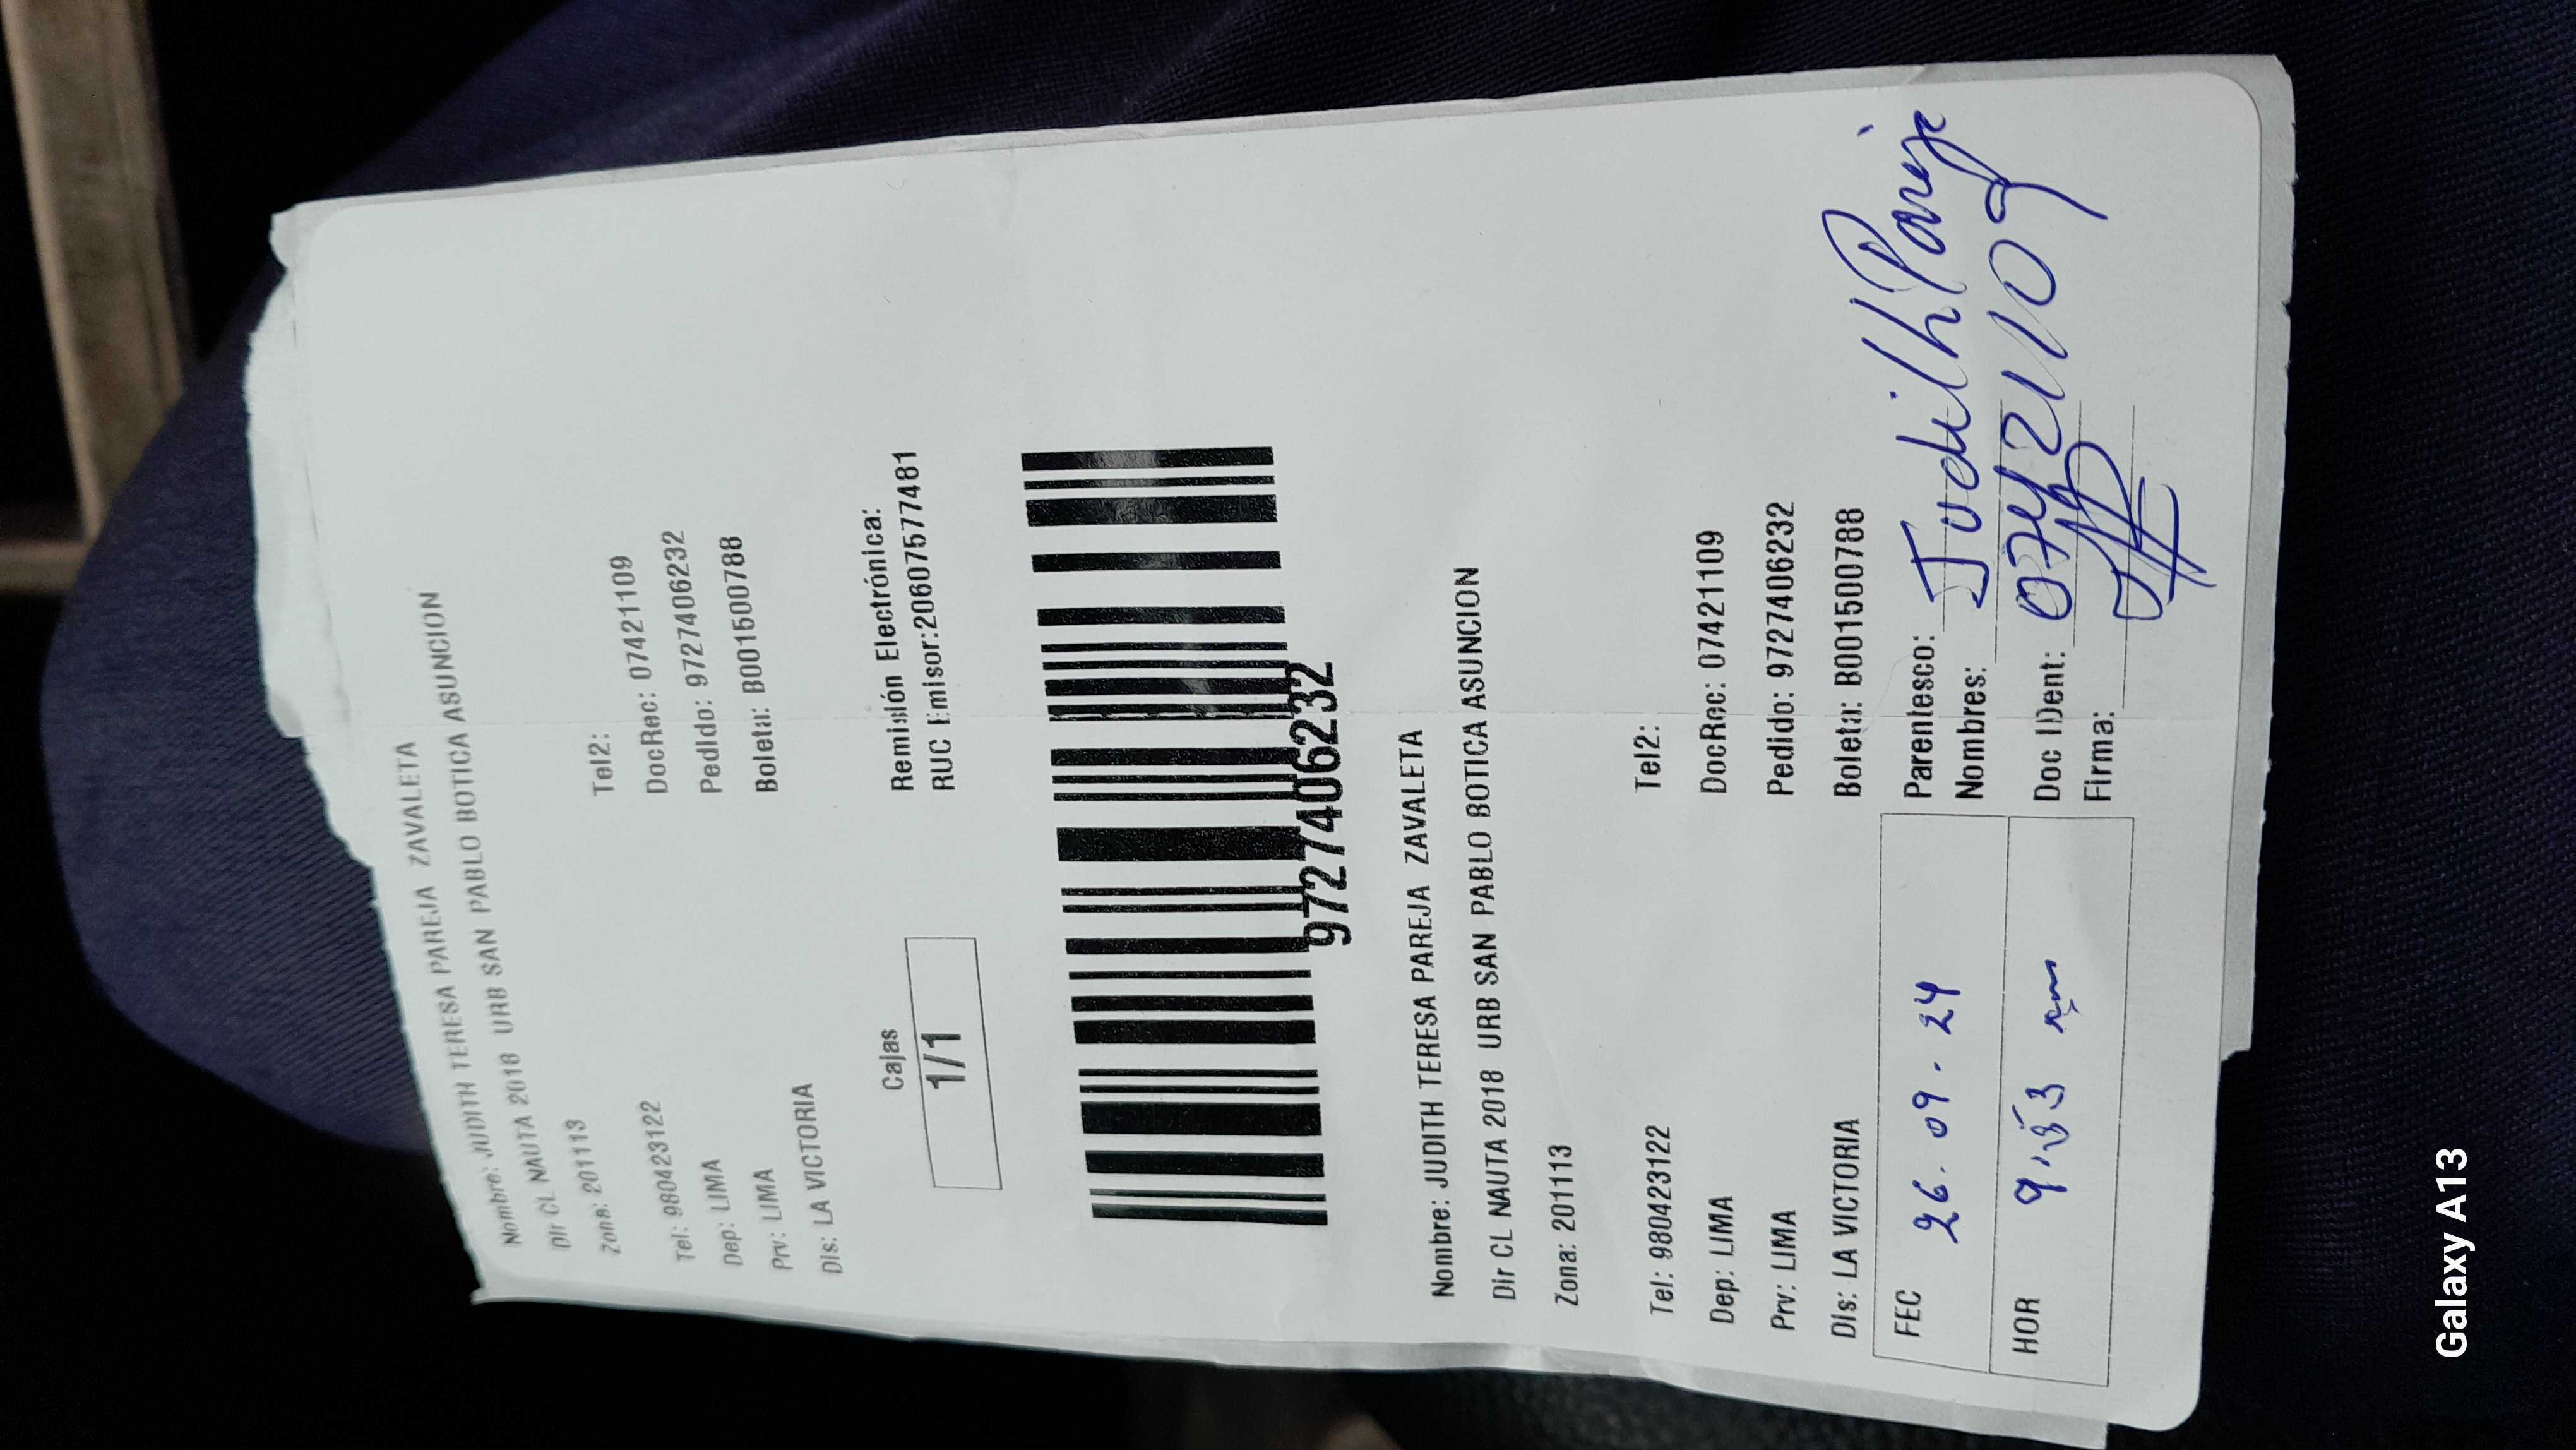 Nombre: JUDITH TERESA PAREJA ZAVALETA
Dir CL NAUTA 2018 URB SAN PABLO BOTICA ASUNCION
Zona: 201113
Tel: 980423122 Tel2:
Dep: LIMA DocRec: 07421109
Prv: LIMA Pedido: 9727406232
Dis: LA VICTORIA Boleta: B001500788
Cajas
1/1
Remisión Electrónica:
RUC Emisor:20607577481
9727406232
Nombre: JUDITH TERESA PAREJA ZAVALETA
Dir CL NAUTA 2018 URB SAN PABLO BOTICA ASUNCION
Zona: 201113
Tel: 980423122 Tel2:
Dep: LIMA DocRec: 07421109
Prv: LIMA Pedido: 9727406232
Dis: LA VICTORIA Boleta: B001500788
FEC 26.09.24
HOR 9:53 am
Parentesco:
Nombres: Judith Pareja
Doc IDent: 07421109
Firma:
Galaxy A13